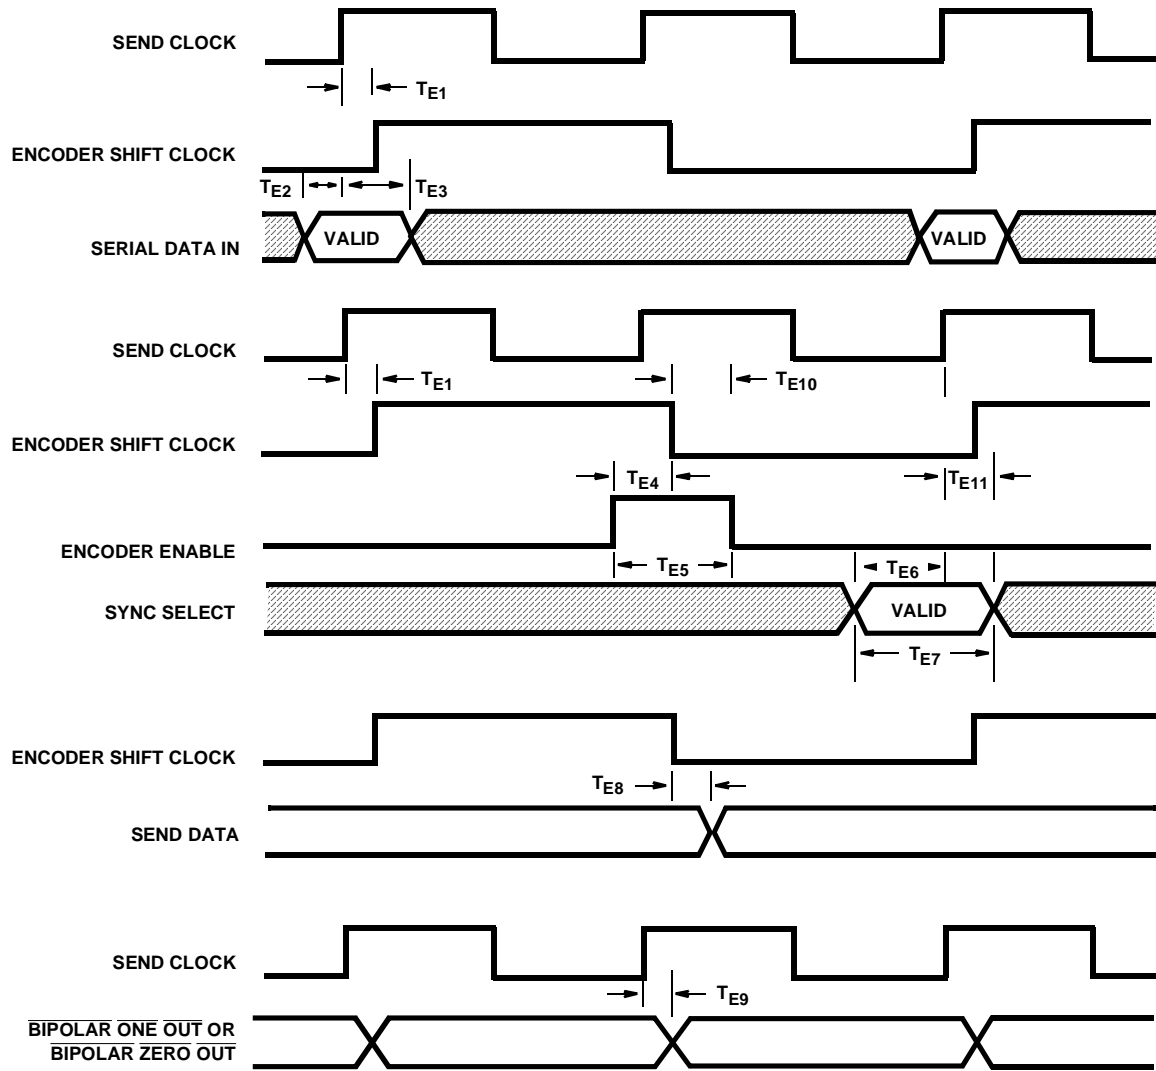 SEND CLOCK
TE1
ENCODER SHIFT CLOCK
TE2
TE3
SERIAL DATA IN
VALID
VALID
SEND CLOCK
TE1
TE10
ENCODER SHIFT CLOCK
TE4
TE11
ENCODER ENABLE
TE5
TE6
SYNC SELECT
VALID
TE7
ENCODER SHIFT CLOCK
TE8
SEND DATA
SEND CLOCK
TE9
BIPOLAR ONE OUT OR
BIPOLAR ZERO OUT